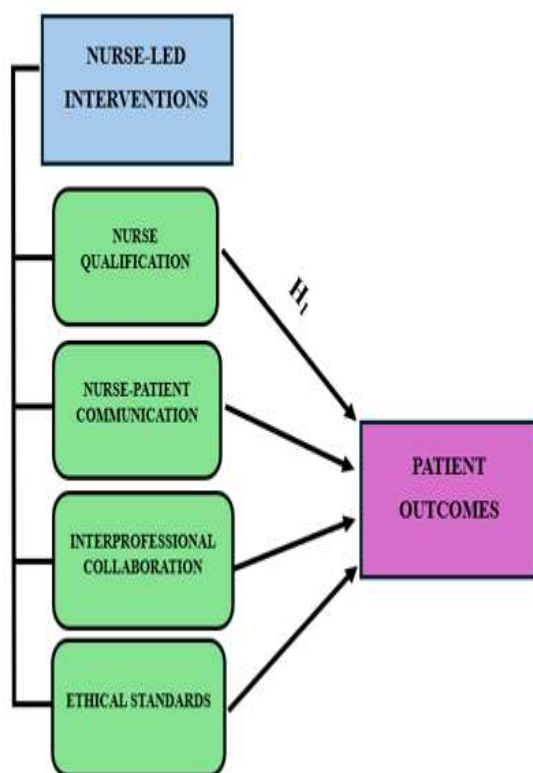 NURSE-LED
INTERVENTIONS
NURSE
QUALIFICATION
H₁
NURSE-PATIENT
COMMUNICATION
PATIENT
OUTCOMES
INTERPROFESSIONAL
COLLABORATION
ETHICAL STANDARDS